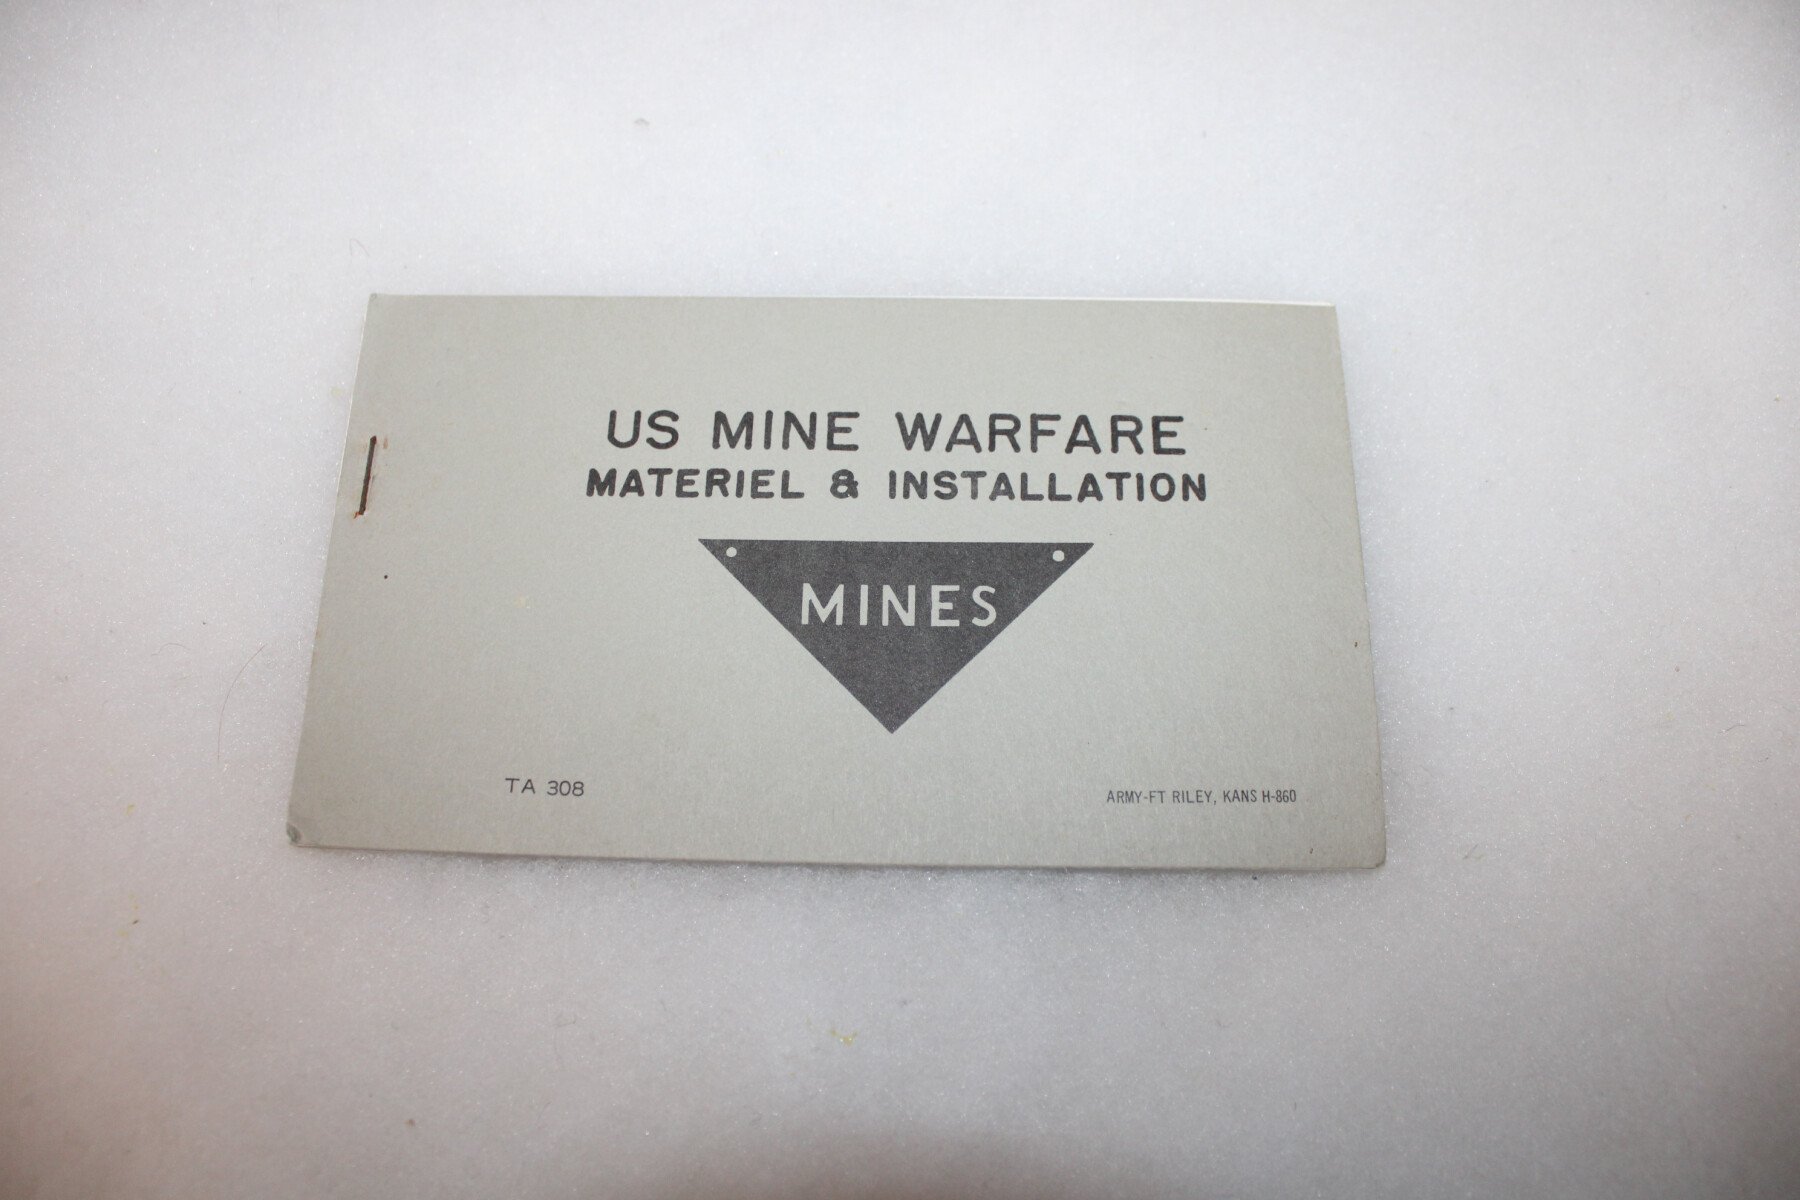 US MINE WARFARE
MATERIEL & INSTALLATION
MINES
TA 308
ARMY-FT RILEY, KANS H-860